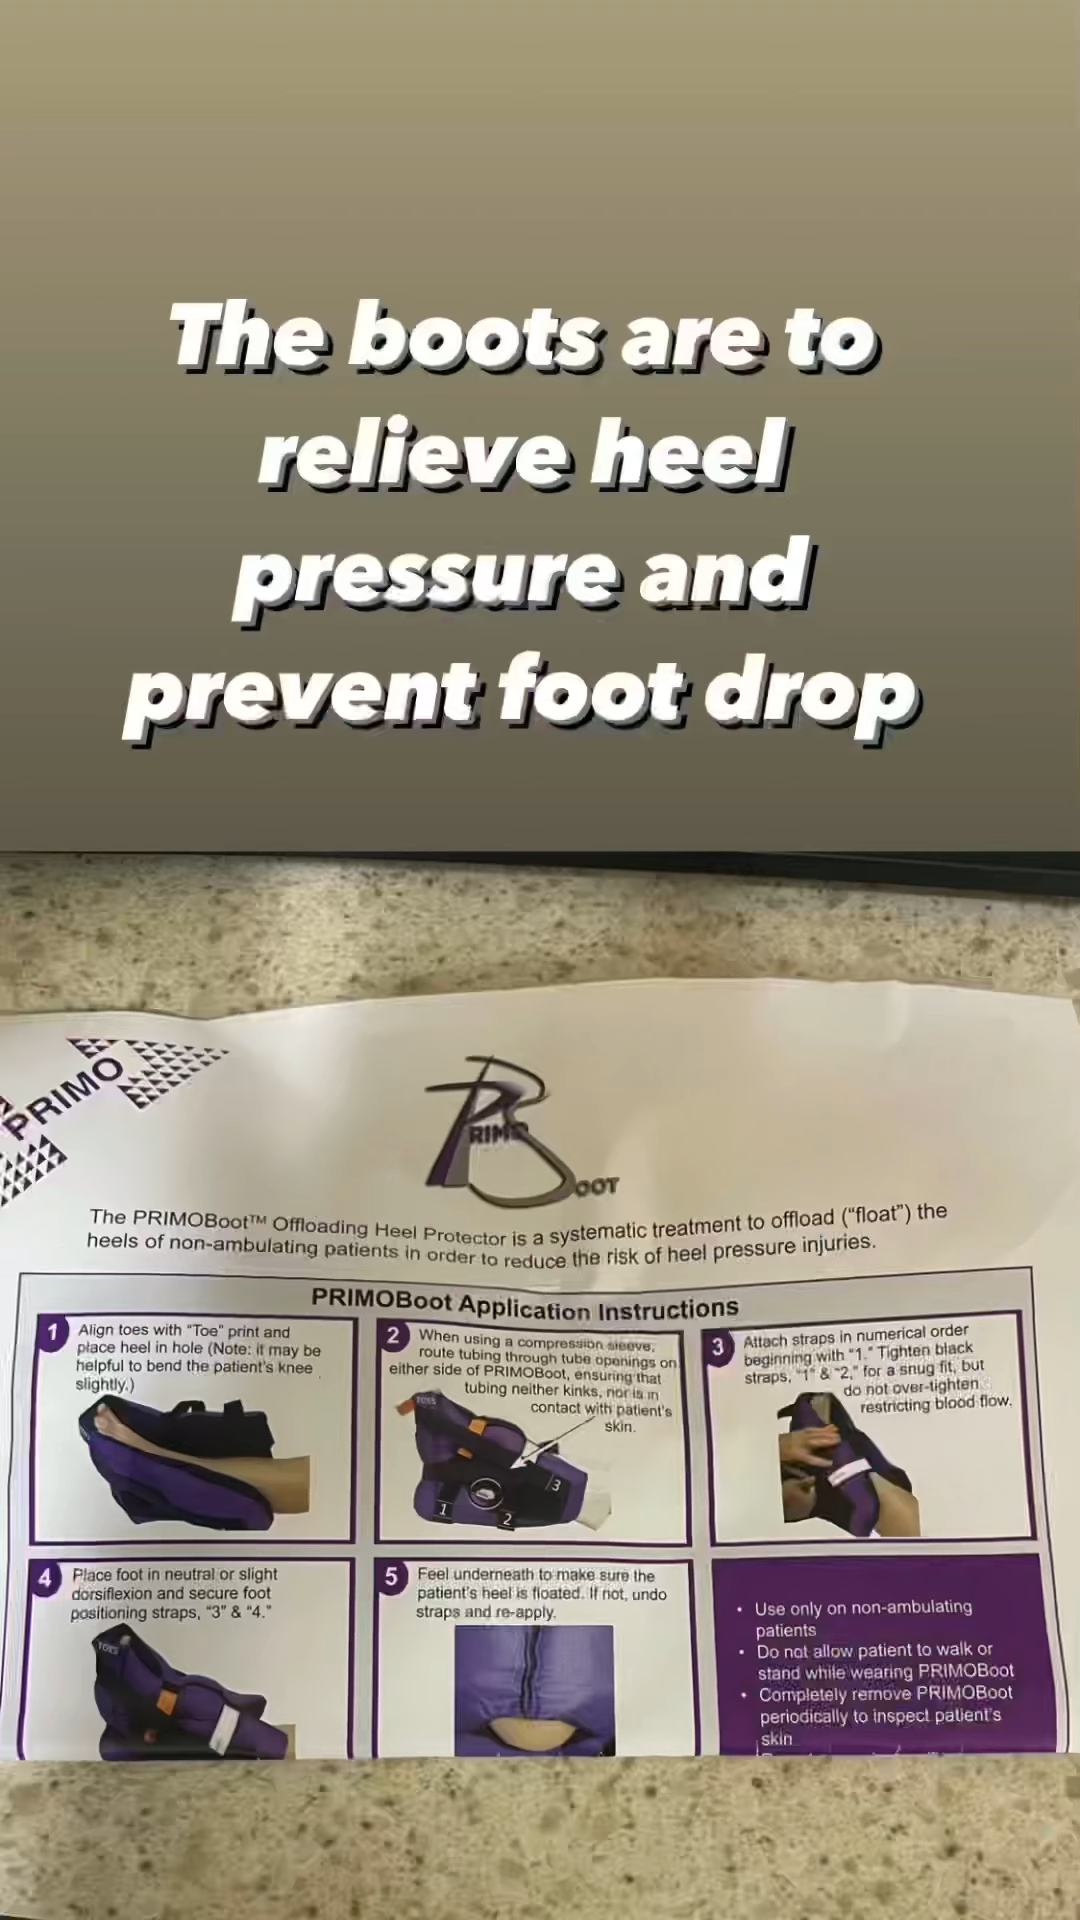 The boots are to
relieve heel
pressure and
prevent foot drop
PRIMO
PRIMO
BOOT
The PRIMOBoot™ Offloading Heel Protector is a systematic treatment to offload (“float”) the
heels of non-ambulating patients in order to reduce the risk of heel pressure injuries.
PRIMOBoot Application Instructions
1
Align toes with “Toe” print and
place heel in hole (Note: it may be
helpful to bend the patient's knee
slightly.)
2
When using a compression sleeve,
route tubing through tube openings on
either side of PRIMOBoot, ensuring that
tubing neither kinks, nor is in
contact with patient's
skin.
TOES
1
2
3
3
Attach straps in numerical order
beginning with “1.” Tighten black
straps, “1” & “2,” for a snug fit, but
do not over-tighten
restricting blood flow.
4
Place foot in neutral or slight
dorsiflexion and secure foot
positioning straps, “3” & “4.”
TOES
5
Feel underneath to make sure the
patient's heel is floated. If not, undo
straps and re-apply.
• Use only on non-ambulating
patients
• Do not allow patient to walk or
stand while wearing PRIMOBoot
• Completely remove PRIMOBoot
periodically to inspect patient's
skin